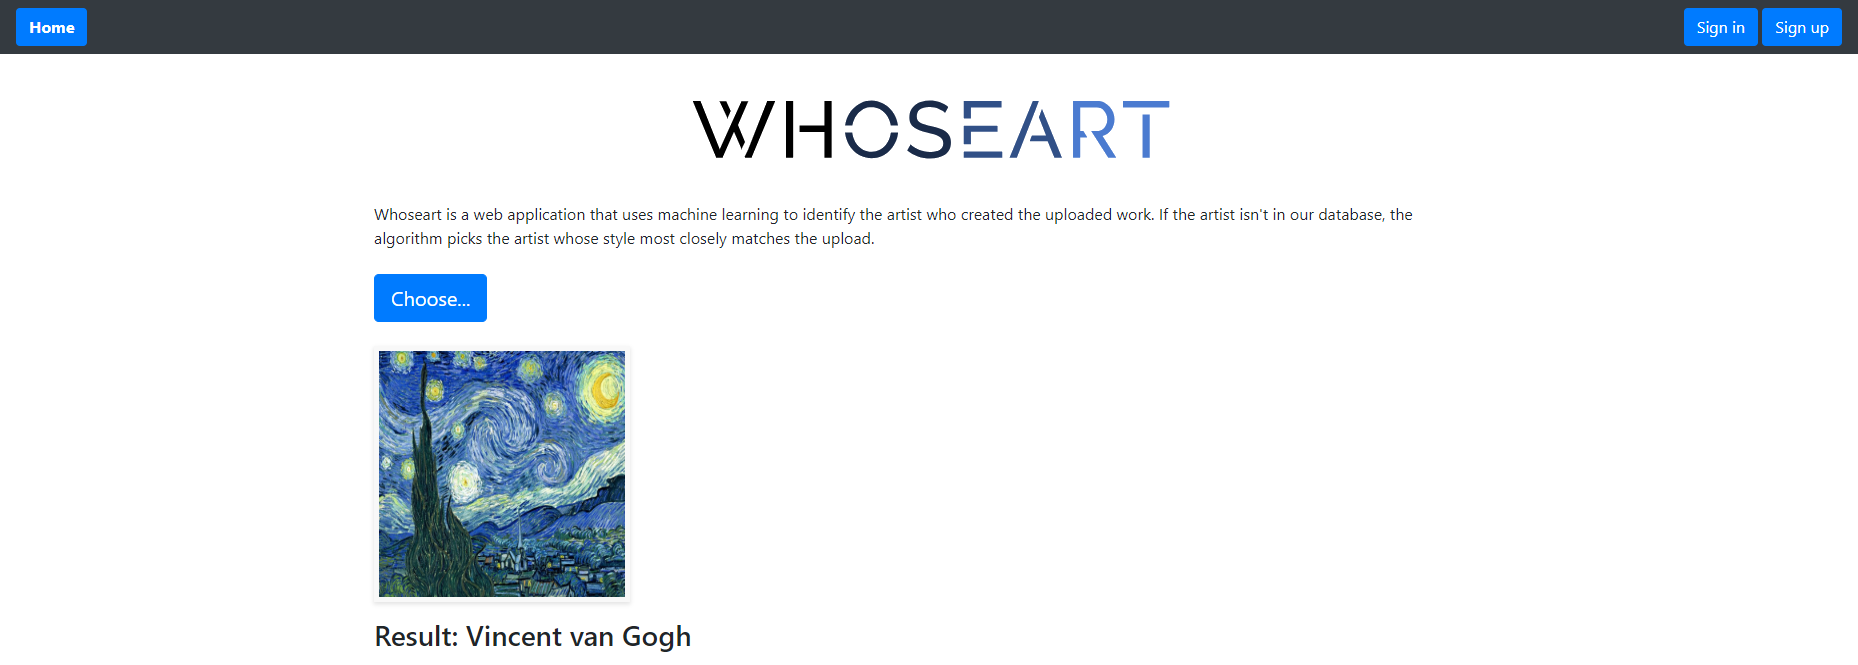 Home
Sign in
Sign up
WHOSEART
Whoseart is a web application that uses machine learning to identify the artist who created the uploaded work. If the artist isn't in our database, the
algorithm picks the artist whose style most closely matches the upload.
Choose...
Result: Vincent van Gogh